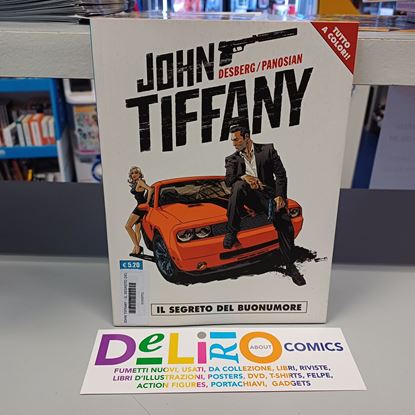 JOHN
DESBERG/PANOSIAN
TIFFANY
TUTTO
A COLORI!
€ 5.20
IL SEGRETO DEL BUONUMORE
DELIRIO ABOUT COMICS
FUMETTI NUOVI, USATI, DA COLLEZIONE, LIBRI, RIVISTE,
LIBRI D'ILLUSTRAZIONI, POSTERS, DVD, T-SHIRTS, FELPE,
ACTION FIGURES, PORTACHIAVI, GADGETS